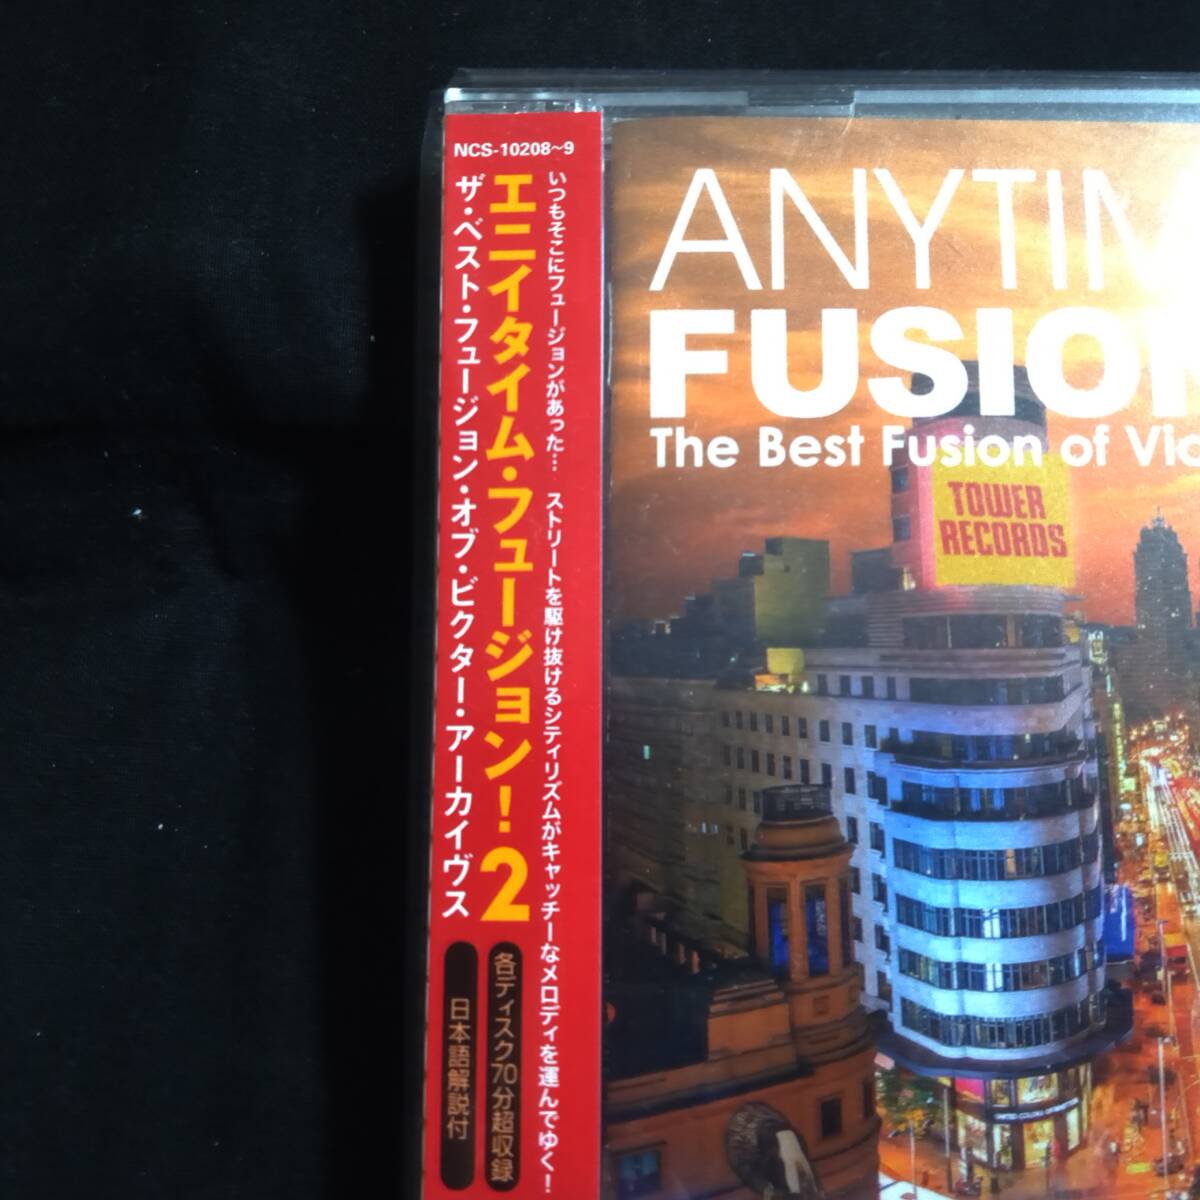 NCS-10208~9
いつもそこにフュージョンがあった… ストリートを駆け抜けるシティリズムがキャッチーなメロディを運んでゆく!
エニイタイム・フュージョン! 2
ザ・ベスト・フュージョン・オブ・ビクター・アーカイヴス
各ディスク70分超収録
日本語解説付
ANYTIM
FUSION
The Best Fusion of Vic
TOWER
RECORDS
UNITED COLORS OF BENETTON